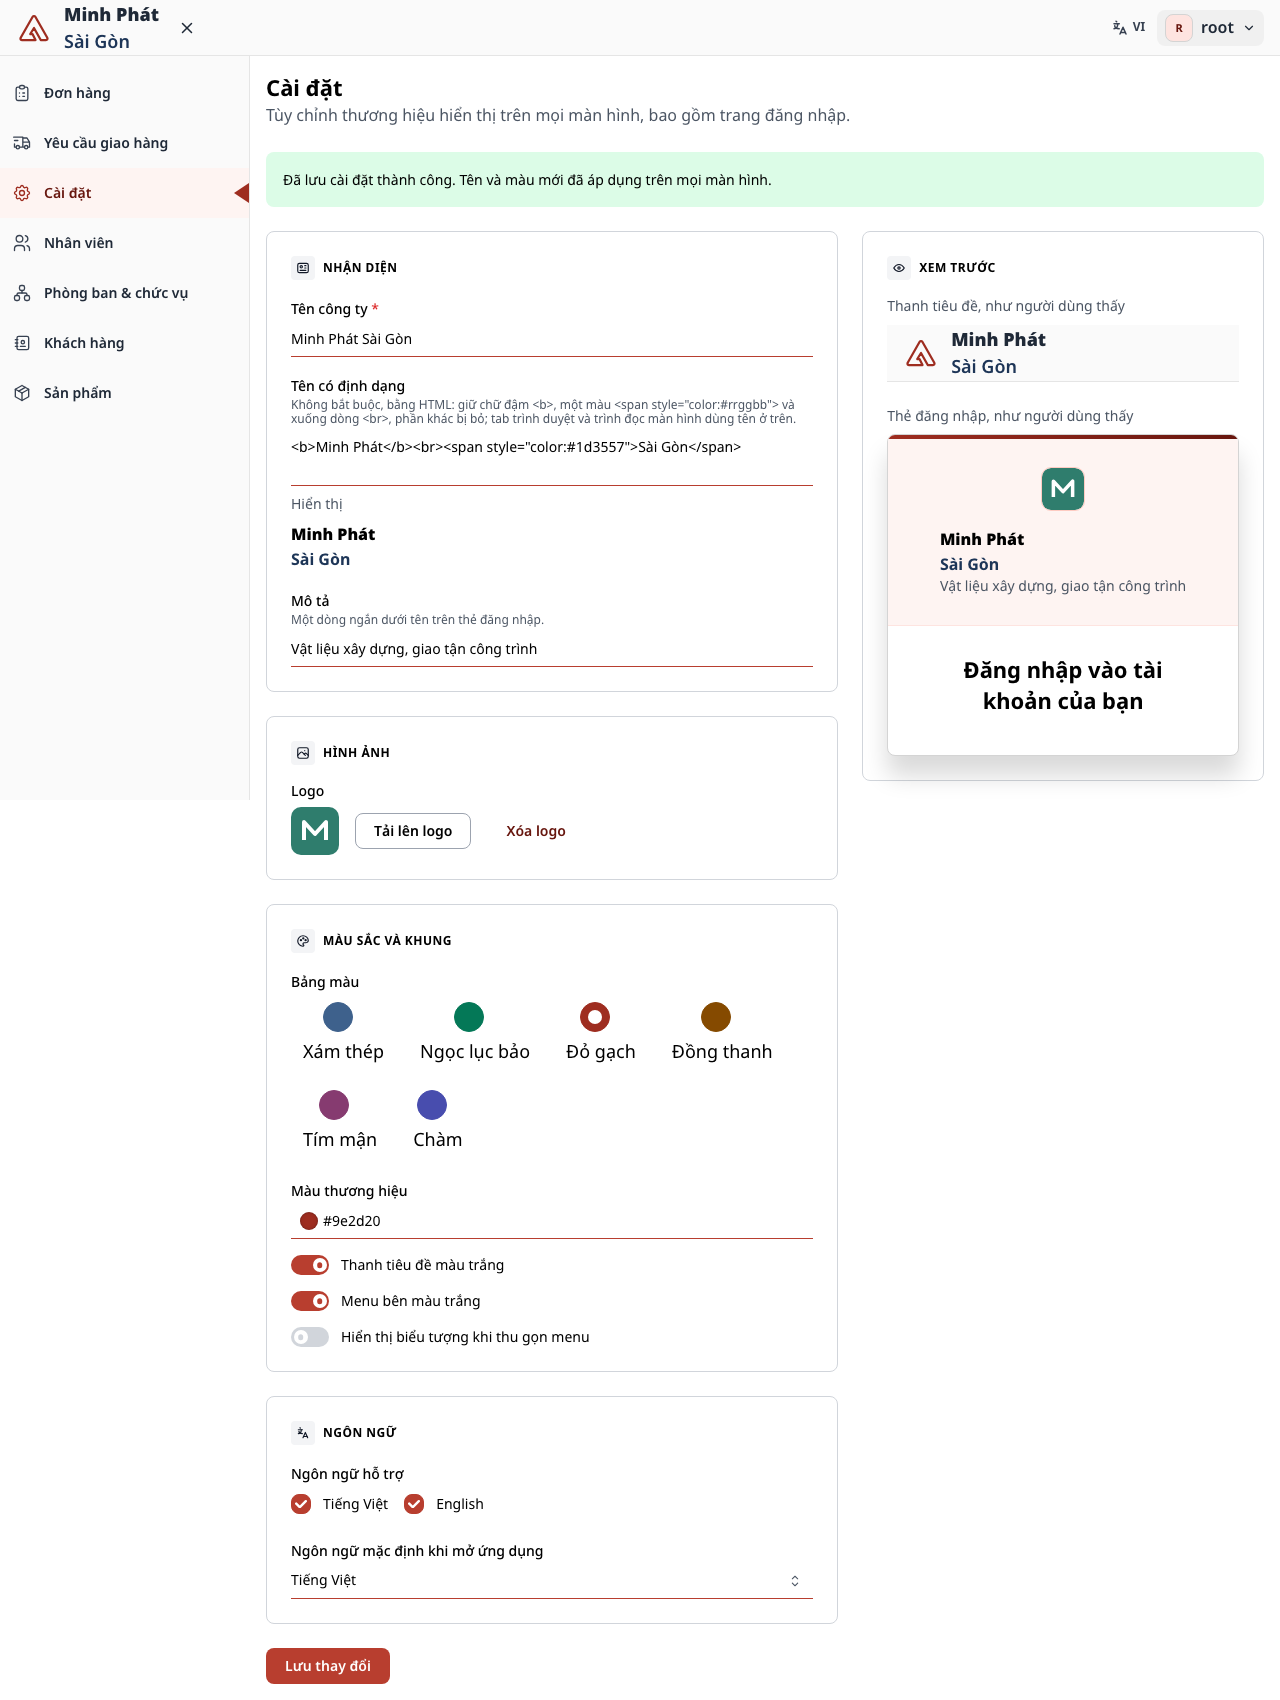 Minh Phát
Sài Gòn
VI
R
root
Đơn hàng
Yêu cầu giao hàng
Cài đặt
Nhân viên
Phòng ban & chức vụ
Khách hàng
Sản phẩm
Cài đặt
Tùy chỉnh thương hiệu hiển thị trên mọi màn hình, bao gồm trang đăng nhập.
Đã lưu cài đặt thành công. Tên và màu mới đã áp dụng trên mọi màn hình.
NHẬN DIỆN
Tên công ty *
Minh Phát Sài Gòn
Tên có định dạng
Không bắt buộc, bằng HTML: giữ chữ đậm <b>, một màu <span style="color:#rrggbb"> và
xuống dòng <br>, phần khác bị bỏ; tab trình duyệt và trình đọc màn hình dùng tên ở trên.
<b>Minh Phát</b><br><span style="color:#1d3557">Sài Gòn</span>
Hiển thị
Minh Phát
Sài Gòn
Mô tả
Một dòng ngắn dưới tên trên thẻ đăng nhập.
Vật liệu xây dựng, giao tận công trình
HÌNH ẢNH
Logo
M
Tải lên logo
Xóa logo
MÀU SẮC VÀ KHUNG
Bảng màu
Xám thép
Ngọc lục bảo
Đỏ gạch
Đồng thanh
Tím mận
Chàm
Màu thương hiệu
#9e2d20
Thanh tiêu đề màu trắng
Menu bên màu trắng
Hiển thị biểu tượng khi thu gọn menu
NGÔN NGỮ
Ngôn ngữ hỗ trợ
Tiếng Việt
English
Ngôn ngữ mặc định khi mở ứng dụng
Tiếng Việt
Lưu thay đổi
XEM TRƯỚC
Thanh tiêu đề, như người dùng thấy
Minh Phát
Sài Gòn
Thẻ đăng nhập, như người dùng thấy
M
Minh Phát
Sài Gòn
Vật liệu xây dựng, giao tận công trình
Đăng nhập vào tài
khoản của bạn